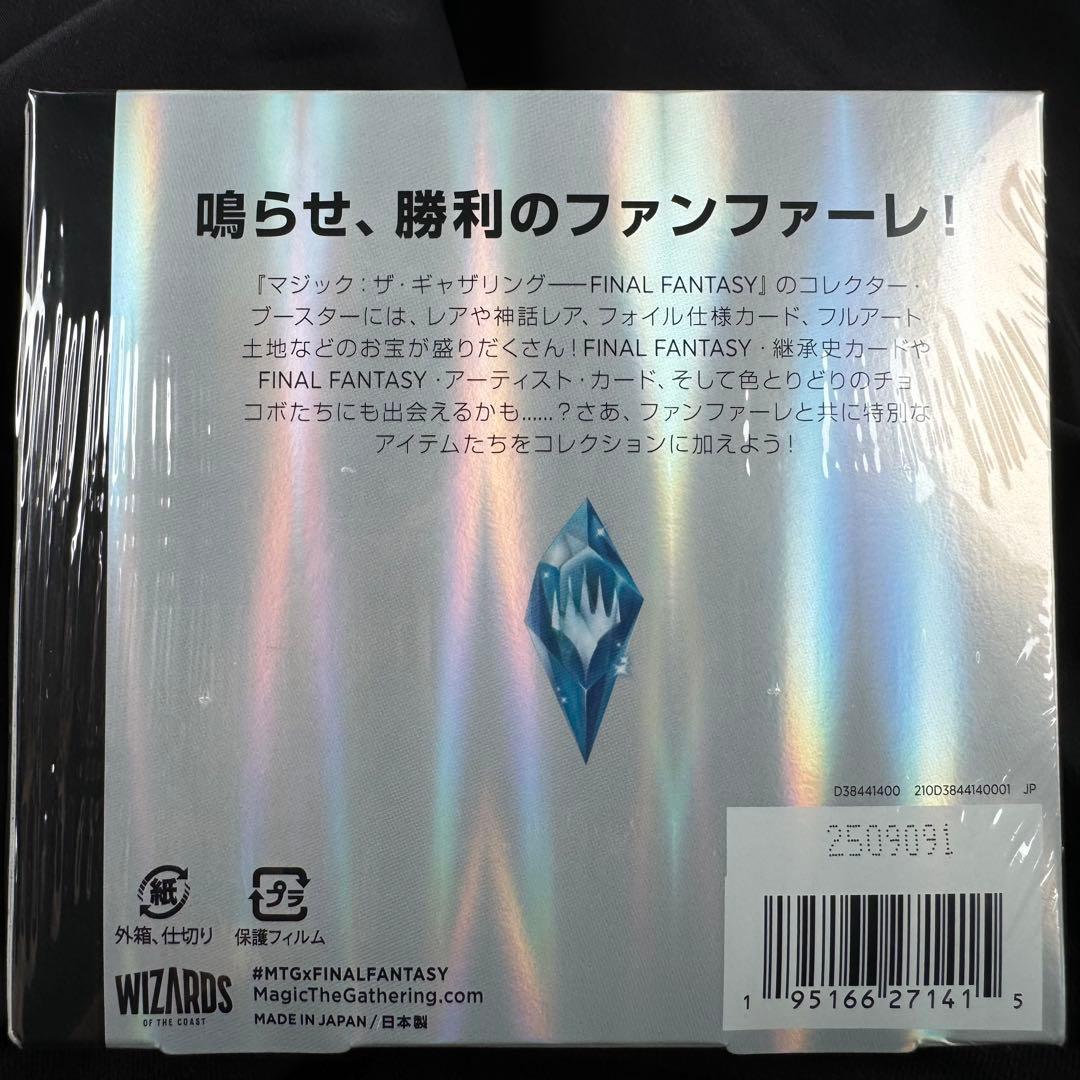 鳴らせ、勝利のファンファーレ！
『マジック：ザ・ギャザリング――FINAL FANTASY』のコレクター・
ブースターには、レアや神話レア、フォイル仕様カード、フルアート
土地などのお宝が盛りだくさん！FINAL FANTASY・継承史カードや
FINAL FANTASY・アーティスト・カード、そして色とりどりのチョ
コボたちにも出会えるかも……？さあ、ファンファーレと共に特別な
アイテムたちをコレクションに加えよう！
D38441400 210D3844140001 JP
2509091
紙
プラ
外箱、仕切り
保護フィルム
WIZARDS
OF THE COAST
#MTGxFINALFANTASY
MagicTheGathering.com
MADE IN JAPAN / 日本製
1 95166 27141 5